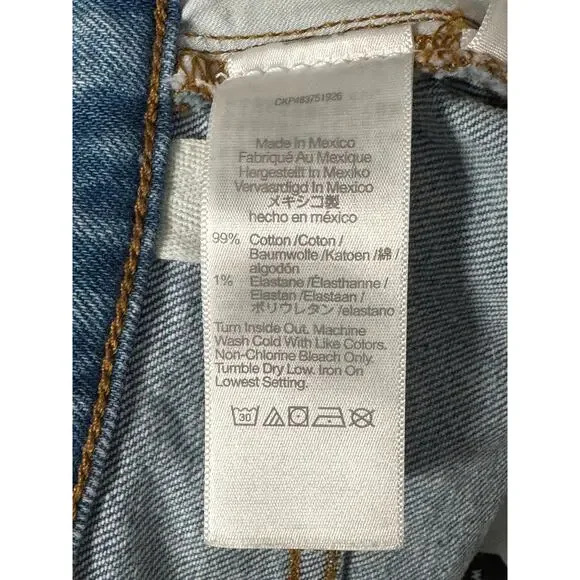 CKP483751926
Made In Mexico
Fabriqué Au Mexique
Hergestellt In Mexiko
Vervaardigd In Mexico
メキシコ製
hecho en méxico
99% Cotton /Coton /
Baumwolle /Katoen /綿/
algodón
1% Elastane /Élasthanne /
Elastan /Elastaan /
ポリウレタン /elastano
Turn Inside Out. Machine
Wash Cold With Like Colors.
Non-Chlorine Bleach Only.
Tumble Dry Low. Iron On
Lowest Setting.
30